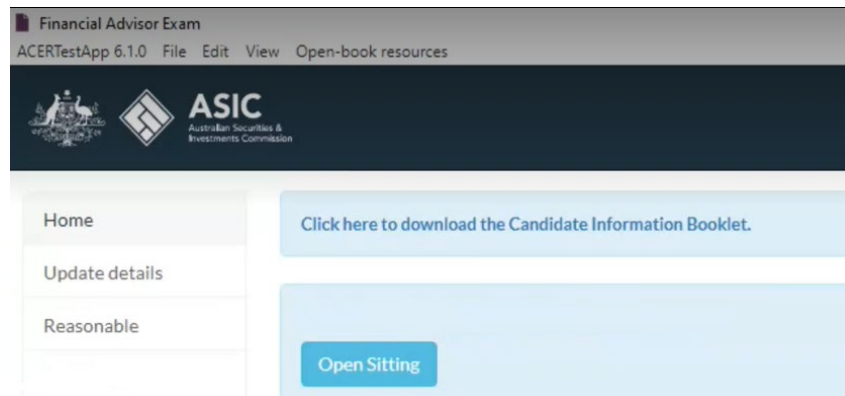 Financial Advisor Exam
ACERTestApp 6.1.0 File Edit View Open-book resources
ASIC
Australian Securities &
Investments Commission
Home
Click here to download the Candidate Information Booklet.
Update details
Reasonable
Open Sitting